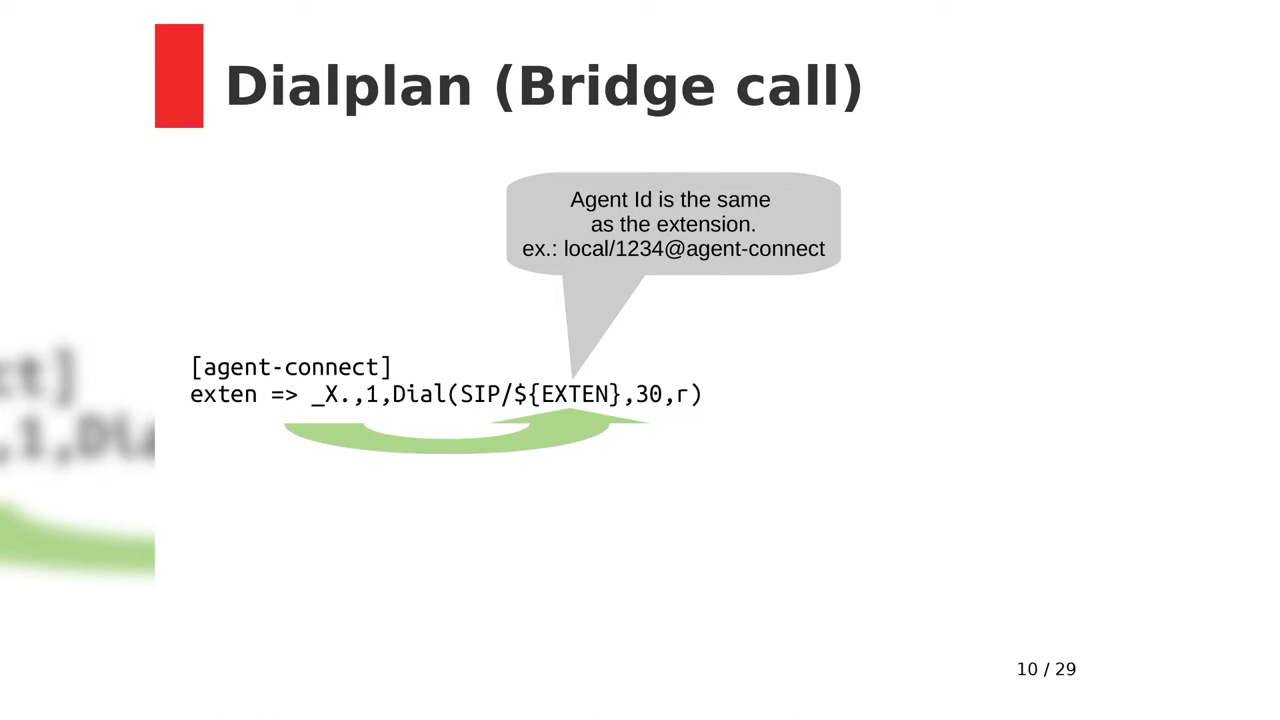 Dialplan (Bridge call)
Agent Id is the same
as the extension.
ex.: local/1234@agent-connect
[agent-connect]
exten => _X.,1,Dial(SIP/${EXTEN},30,r)
10 / 29